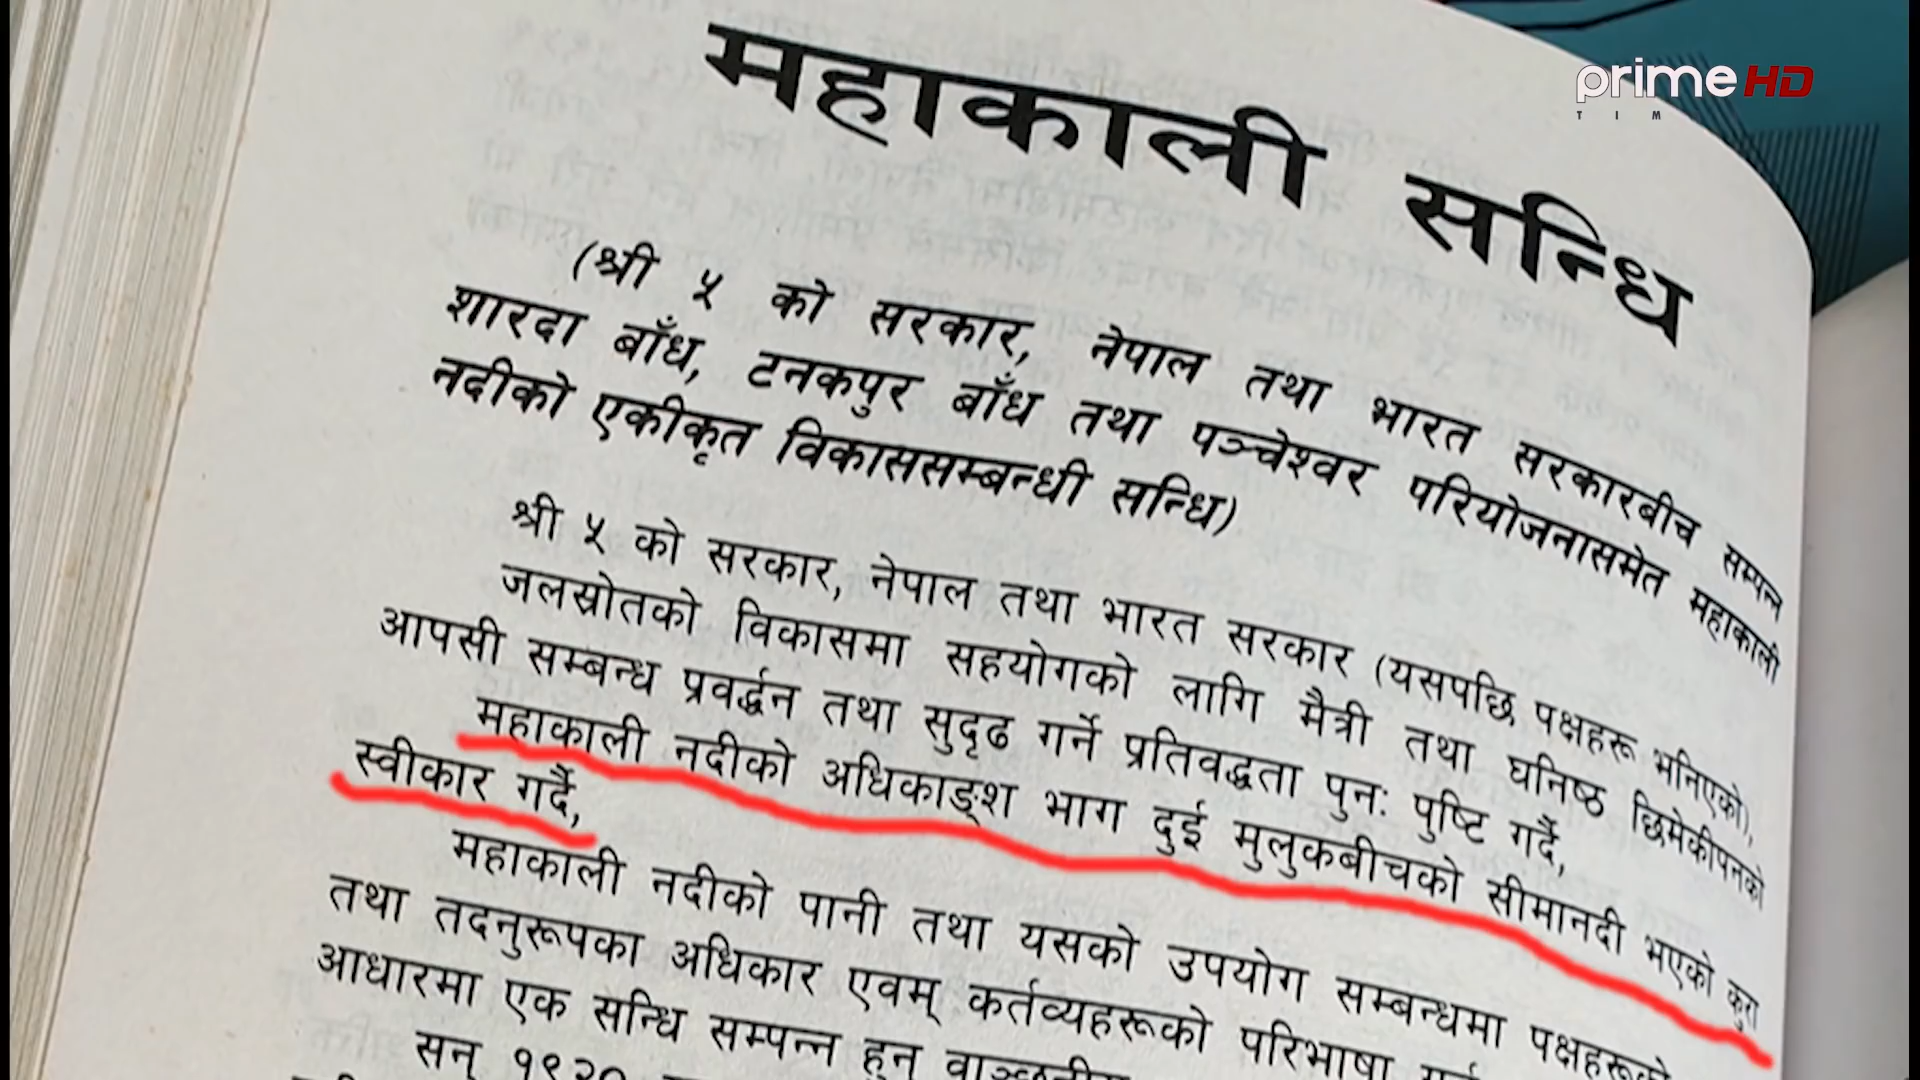 prime HD
T I M
महाकाली सन्धि
(श्री ५ को सरकार, नेपाल तथा भारत सरकारबीच सम्पन्न
शारदा बाँध, टनकपुर बाँध तथा पञ्चेश्वर परियोजनासमेत महाकाली
नदीको एकीकृत विकाससम्बन्धी सन्धि)
श्री ५ को सरकार, नेपाल तथा भारत सरकार (यसपछि पक्षहरू भनिएको),
जलस्रोतको विकासमा सहयोगको लागि मैत्री तथा घनिष्ठ छिमेकीपनको
आपसी सम्बन्ध प्रवर्द्धन तथा सुदृढ गर्ने प्रतिवद्धता पुनः पुष्टि गर्दै,
महाकाली नदीको अधिकाङ्श भाग दुई मुलुकबीचको सीमानदी भएको कुरा
स्वीकार गर्दै,
महाकाली नदीको पानी तथा यसको उपयोग सम्बन्धमा पक्षहरूको
तथा तदनुरूपका अधिकार एवम् कर्तव्यहरूको परिभाषा
आधारमा एक सन्धि सम्पन्न हुन
सन् १९२०